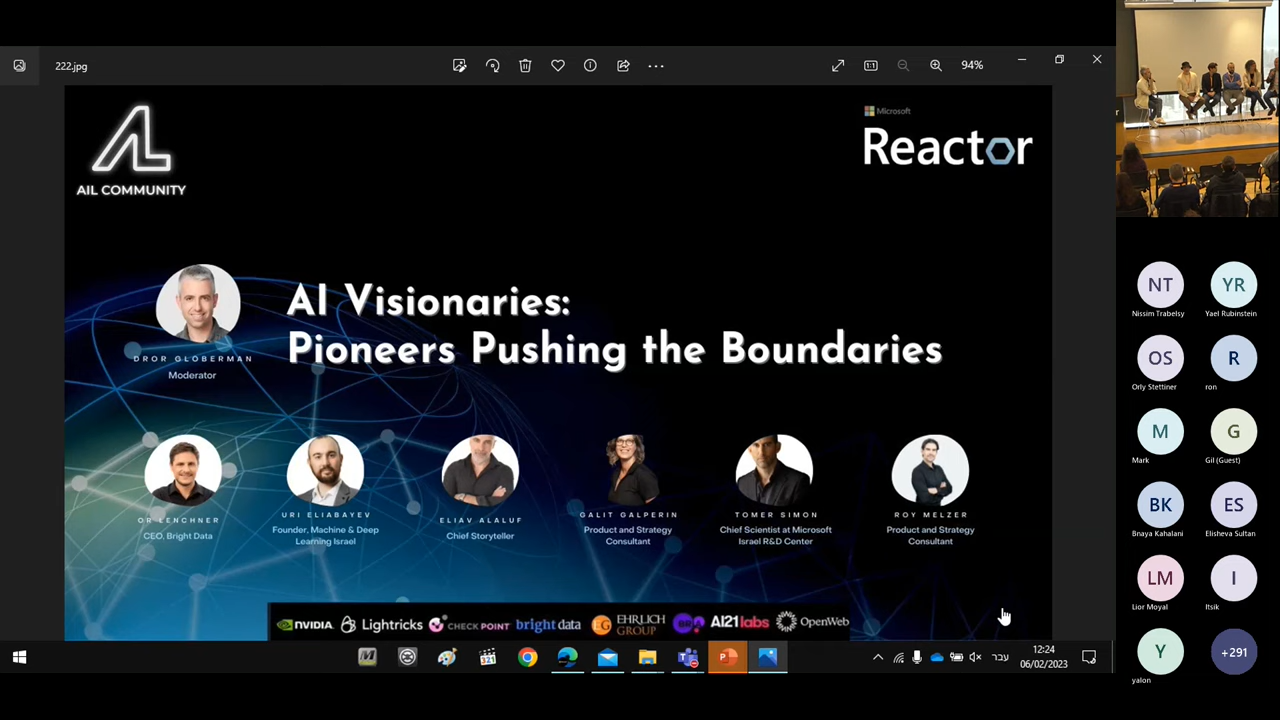 222.jpg
94%
AIL COMMUNITY
Microsoft
Reactor
AI Visionaries:
Pioneers Pushing the Boundaries
DROR GLOBERMAN
Moderator
OR LENCHNER
CEO, Bright Data
URI ELIABAYEV
Founder, Machine & Deep
Learning Israel
ELIAV ALALUF
Chief Storyteller
GALIT GALPERIN
Product and Strategy
Consultant
TOMER SIMON
Chief Scientist at Microsoft
Israel R&D Center
ROY MELZER
Product and Strategy
Consultant
NVIDIA.
Lightricks
CHECK POINT
bright data
EG EHRLICH
GROUP
AI21labs
OpenWeb
עבר
12:24
06/02/2023
NT
Nissim Trabelsy
YR
Yael Rubinstein
OS
Orly Stettiner
R
ron
M
Mark
G
Gil (Guest)
BK
Bnaya Kahalani
ES
Elisheva Sultan
LM
Lior Moyal
I
Itsik
Y
yalon
+291